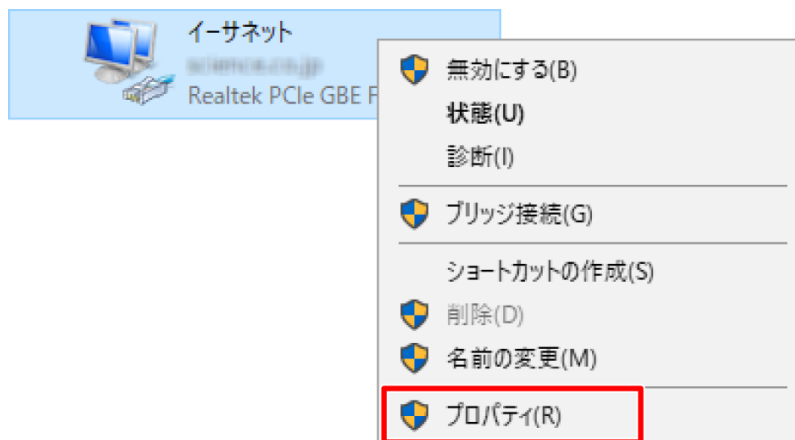 イーサネット
Realtek PCIe GBE F
無効にする(B)
状態(U)
診断(I)
ブリッジ接続(G)
ショートカットの作成(S)
削除(D)
名前の変更(M)
プロパティ(R)